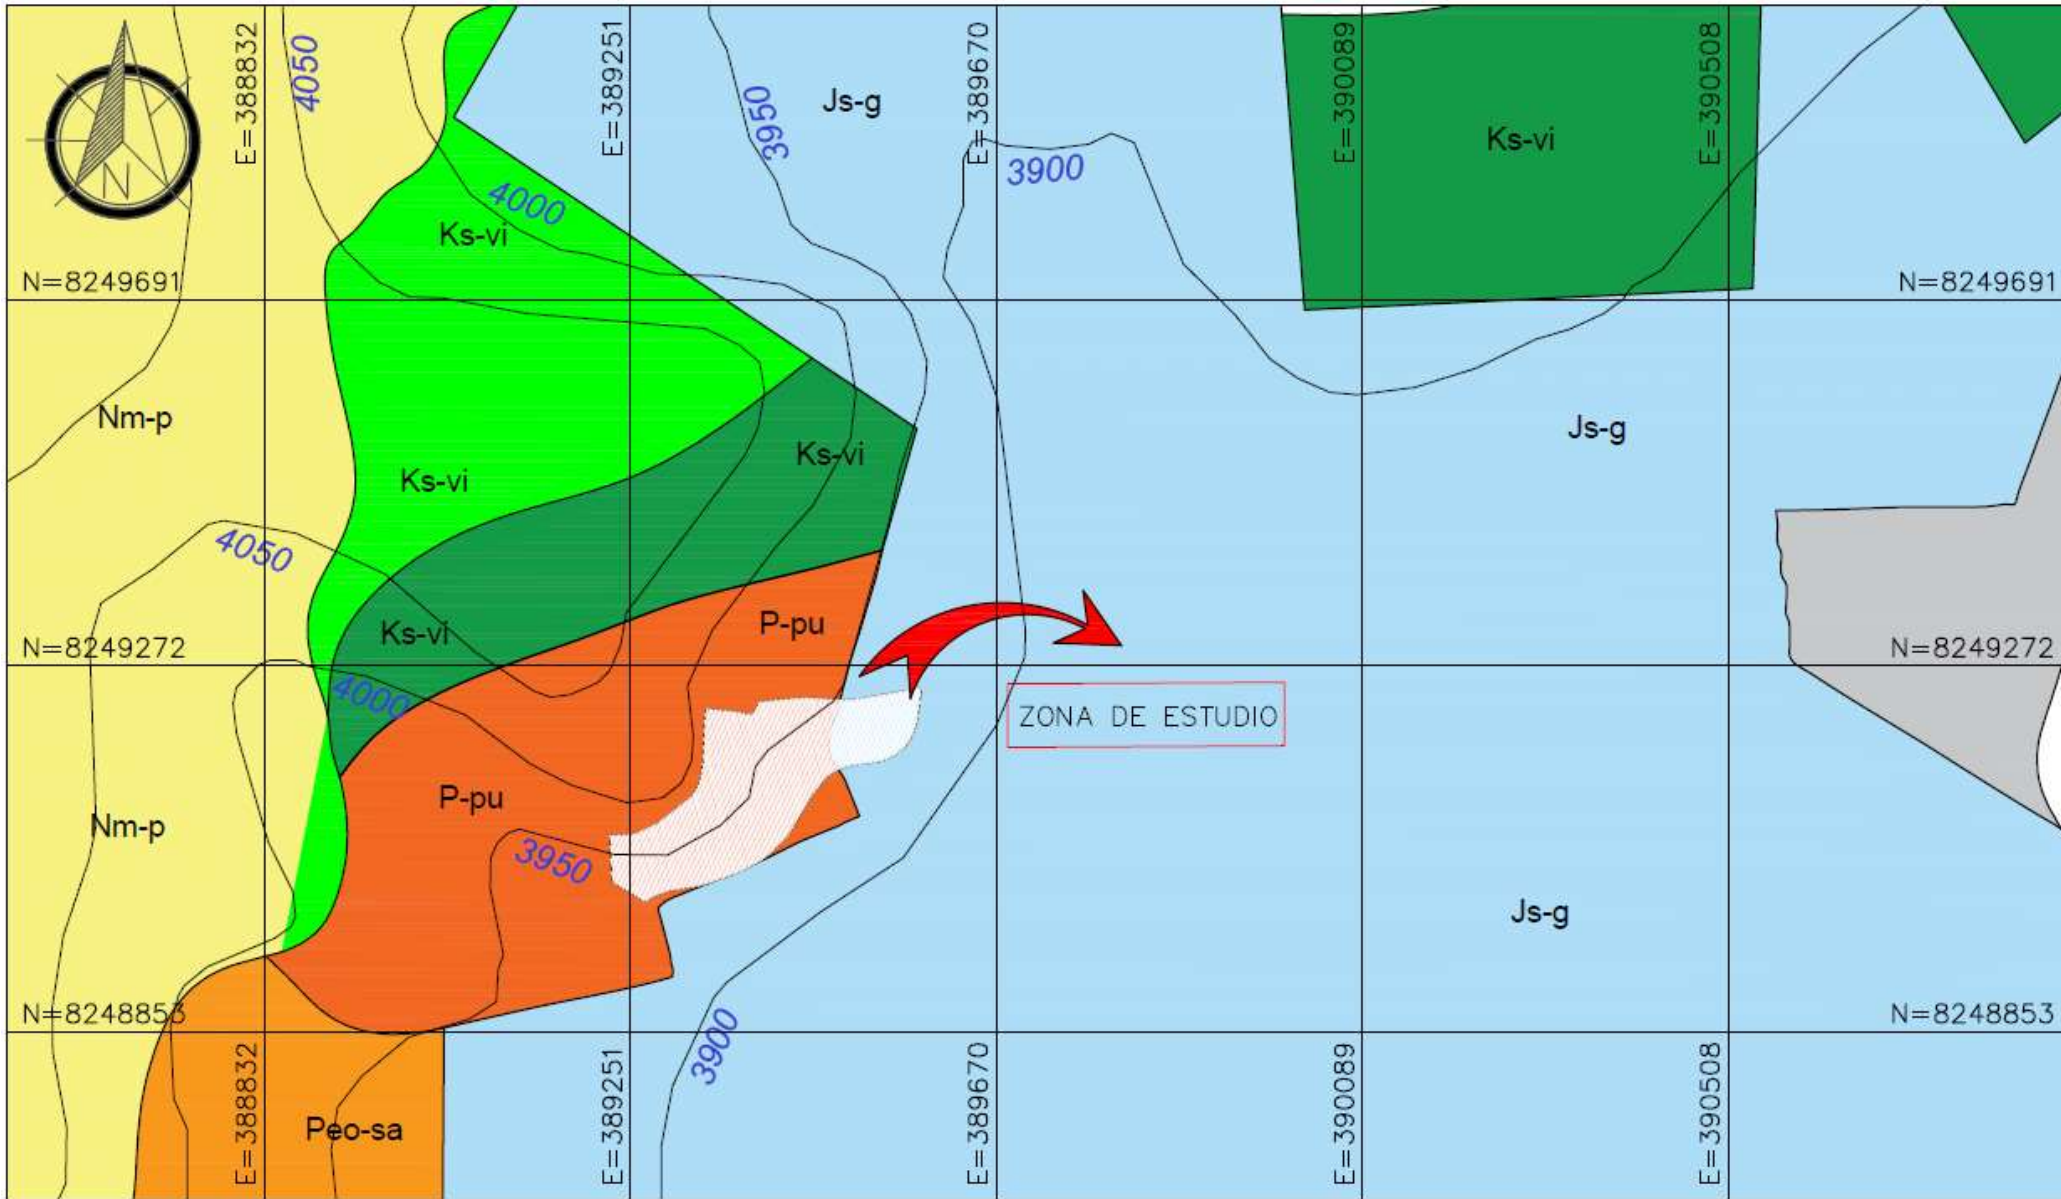 E=388832
4050
E=389251
3950
Js-g
E=389670
3900
E=390089
Ks-vi
E=390508
N
4000
Ks-vi
N=8249691
N=8249691
Nm-p
Js-g
Ks-vi
Ks-vi
4050
Ks-vi
P-pu
N=8249272
N=8249272
4000
ZONA DE ESTUDIO
P-pu
Nm-p
3950
Js-g
N=8248853
N=8248853
3900
E=388832
E=389251
E=389670
E=390089
E=390508
Peo-sa